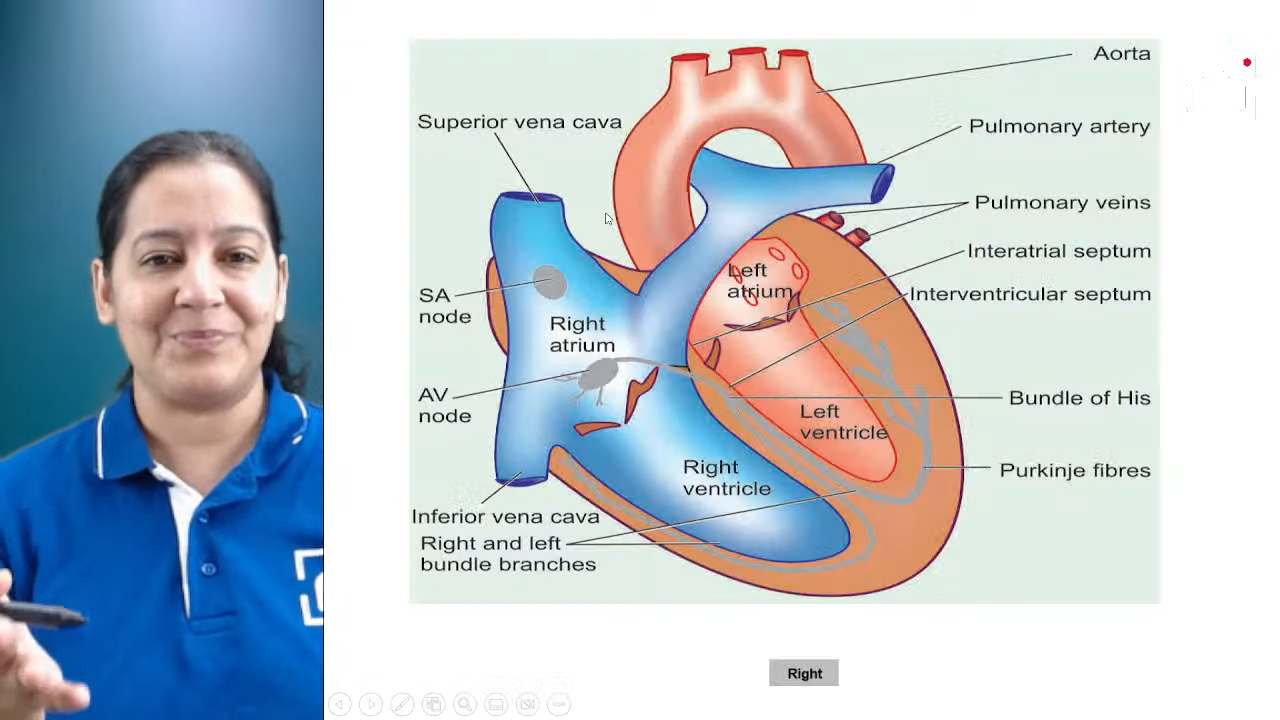 Aorta
Superior vena cava
Pulmonary artery
Pulmonary veins
Interatrial septum
Left
atrium
SA
node
Interventricular septum
Right
atrium
AV
node
Bundle of His
Left
ventricle
Right
ventricle
Purkinje fibres
Inferior vena cava
Right and left
bundle branches
Right